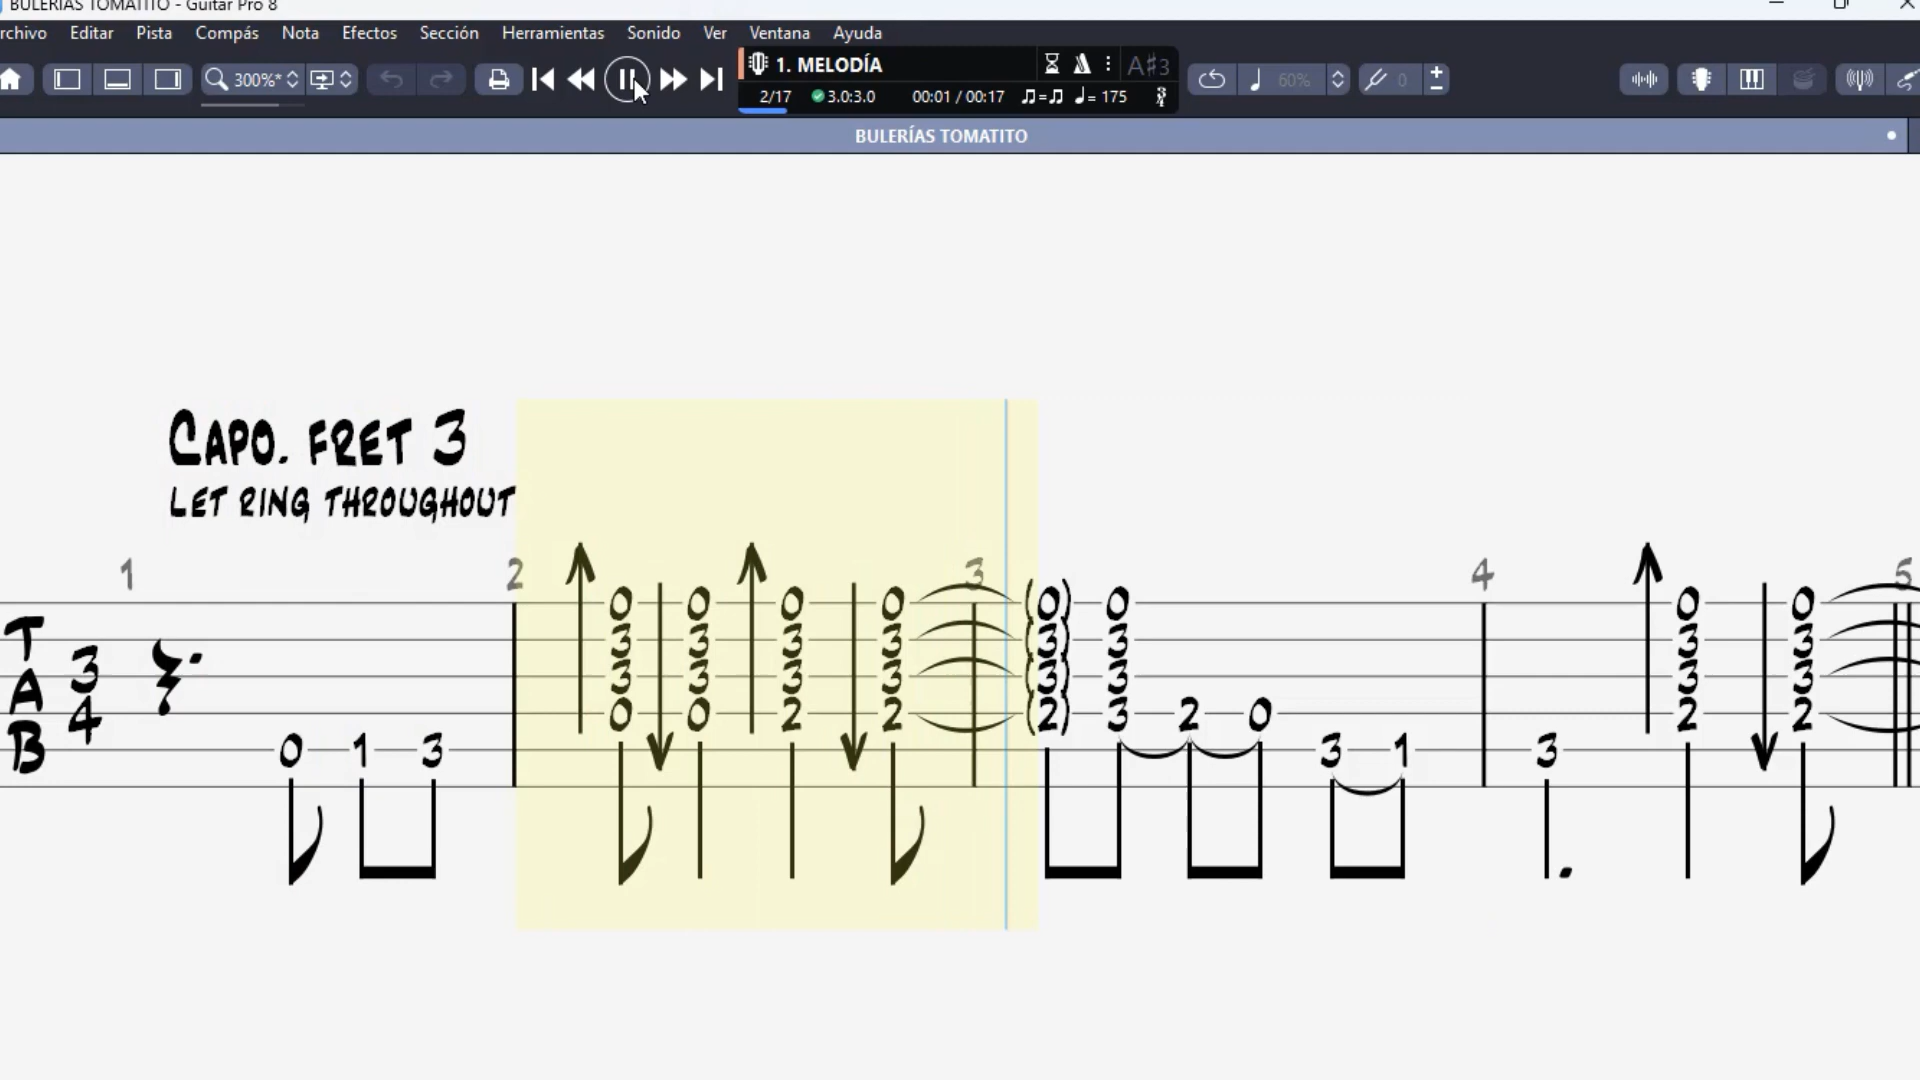 BULERÍAS TOMATITO - Guitar Pro 8
rchivo Editar Pista Compás Nota Efectos Sección Herramientas Sonido Ver Ventana Ayuda
300%* 1. MELODÍA A#3 60% 0
2/17 3.0:3.0 00:01 / 00:17 ♫=♫ ♩= 175
BULERÍAS TOMATITO
CAPO. FRET 3
LET RING THROUGHOUT
1 2 3 4 5
0 0 0 0 (0) 0 0 0
T 3 3 3 3 (3) 3 3 3
A 3 3 3 3 3 (3) 3 3 3
B 4 0 0 2 2 (2) 3 2 0 2 2
0 1 3 3 1 3